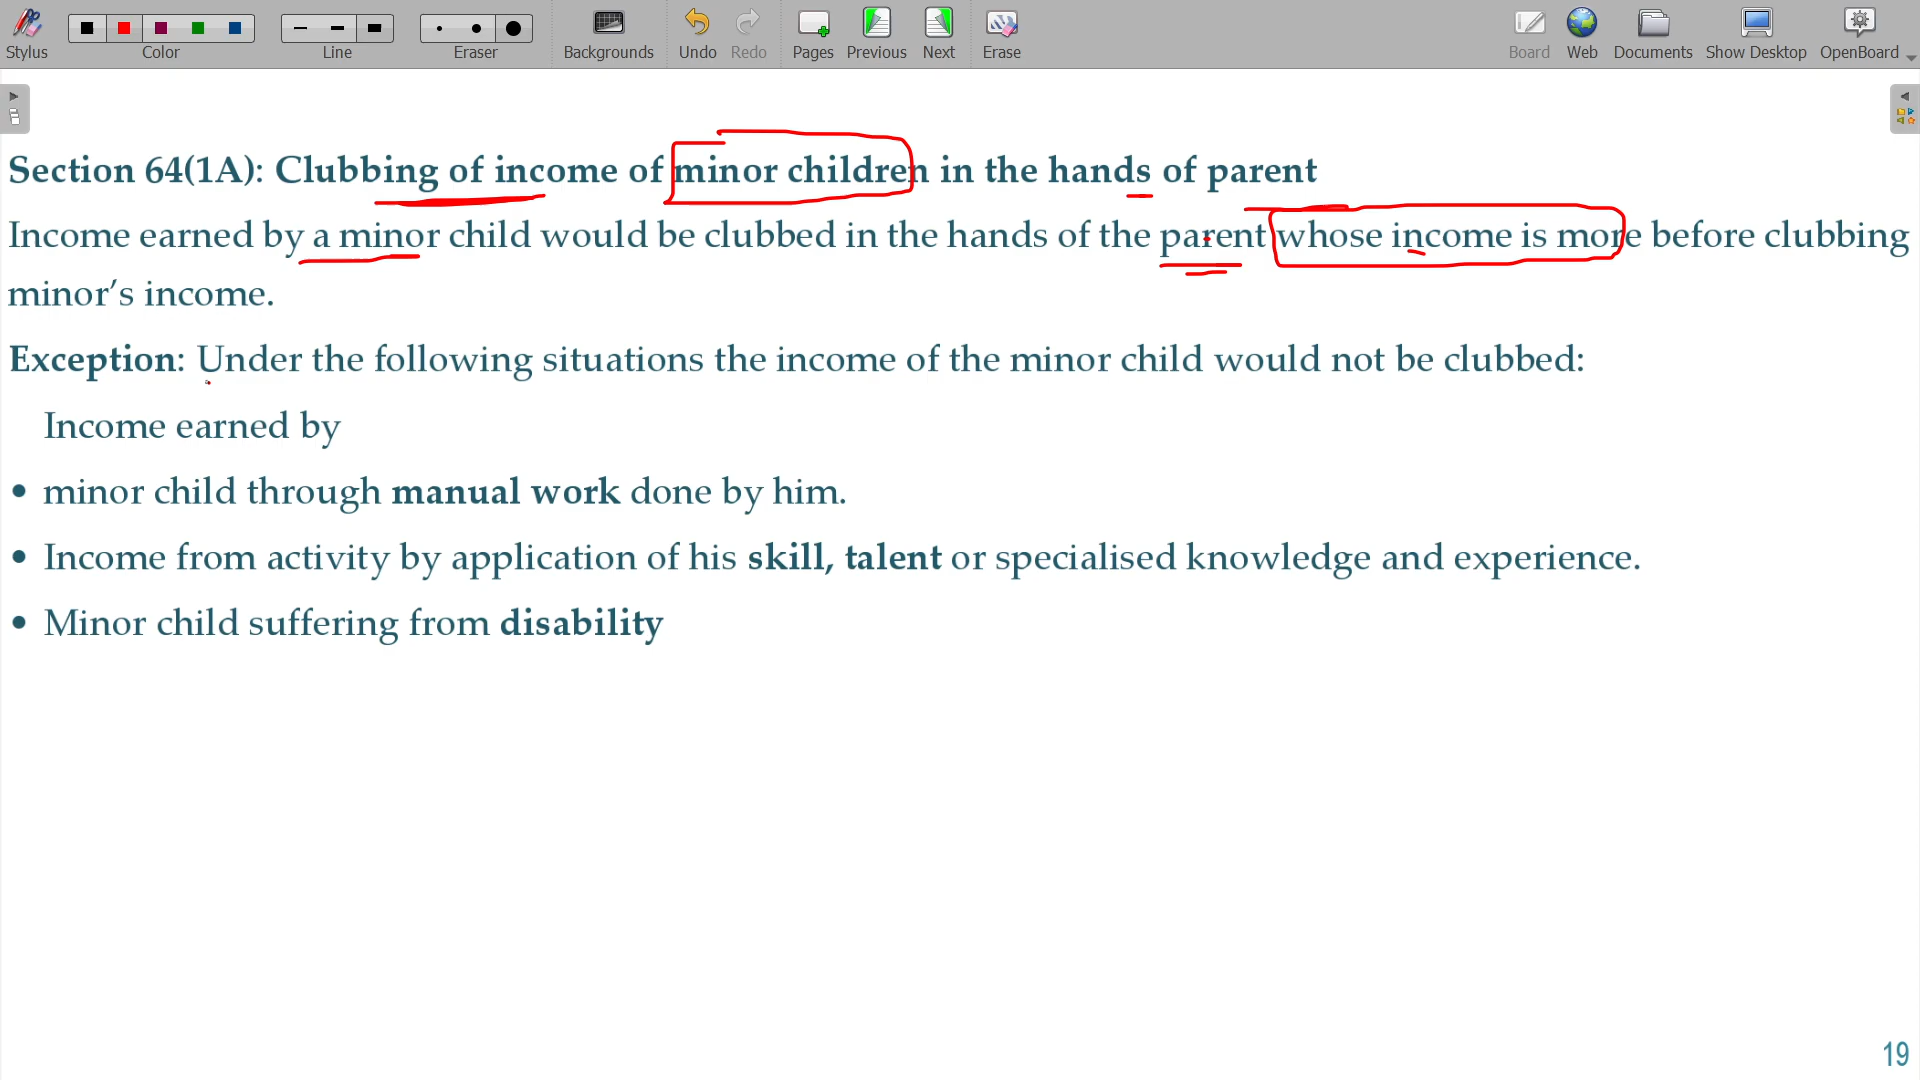 Stylus
Color
Line
Eraser
Backgrounds
Undo
Redo
Pages
Previous
Next
Erase
Board
Web
Documents
Show Desktop
OpenBoard
Section 64(1A): Clubbing of income of minor children in the hands of parent
Income earned by a minor child would be clubbed in the hands of the parent whose income is more before clubbing
minor’s income.
Exception: Under the following situations the income of the minor child would not be clubbed:
Income earned by
• minor child through manual work done by him.
• Income from activity by application of his skill, talent or specialised knowledge and experience.
• Minor child suffering from disability
19